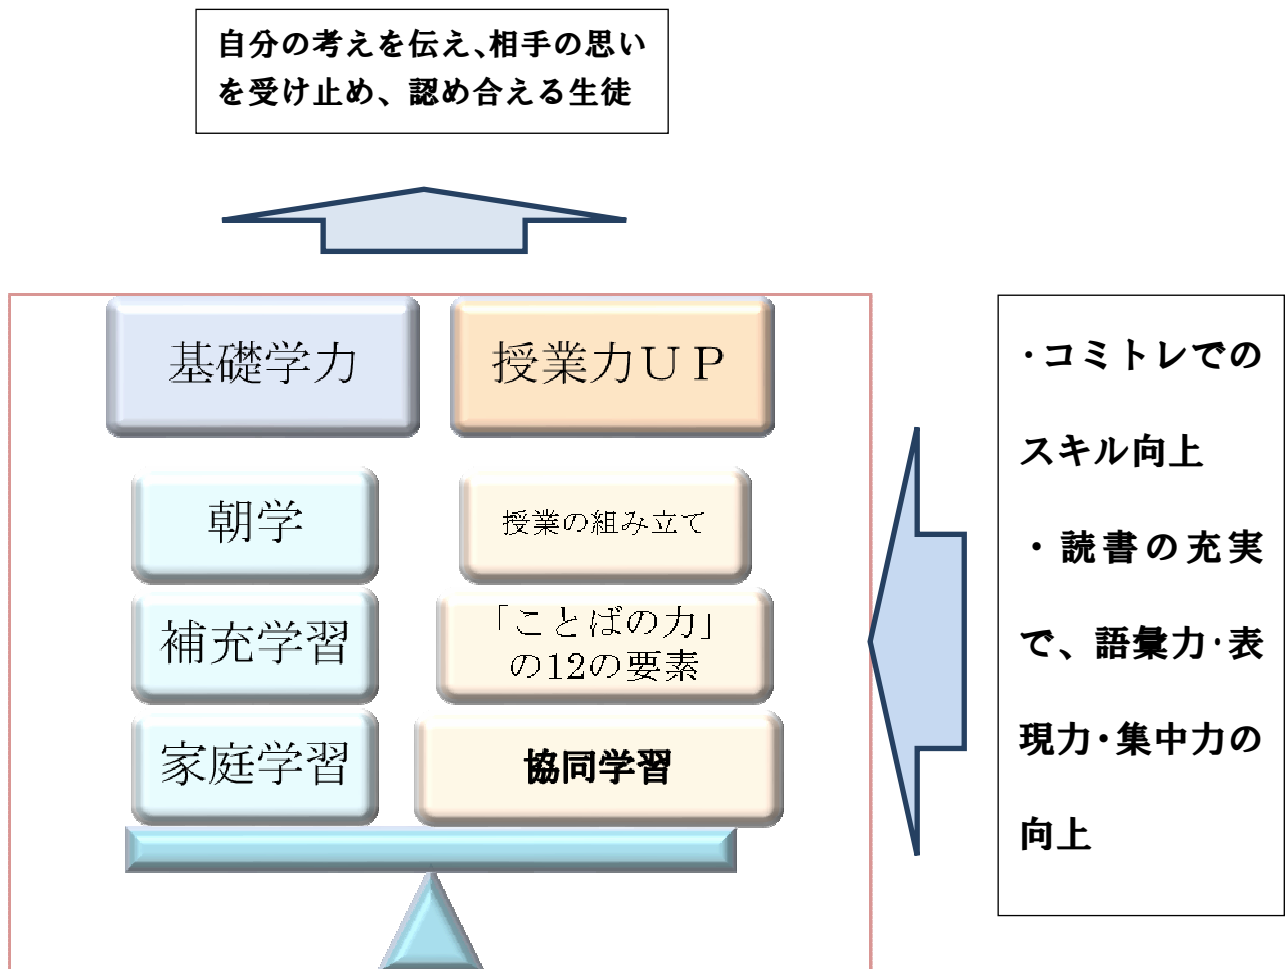 自分の考えを伝え、相手の思い
を受け止め、認め合える生徒
基礎学力
授業力ＵＰ
朝学
授業の組み立て
補充学習
「ことばの力」
の12の要素
家庭学習
協同学習
・コミトレでの
スキル向上
・読書の充実
で、語彙力・表
現力・集中力の
向上